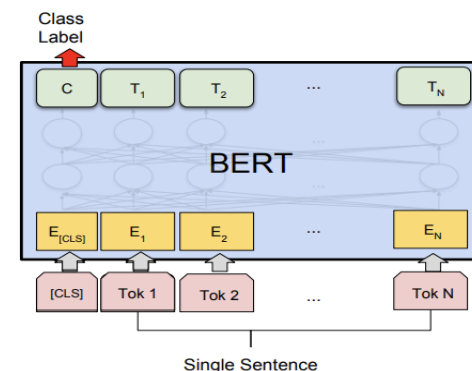 Class
Label
C T1 T2 ... TN
...
BERT
...
E[CLS] E1 E2 ... EN
[CLS] Tok 1 Tok 2 ... Tok N
Single Sentence